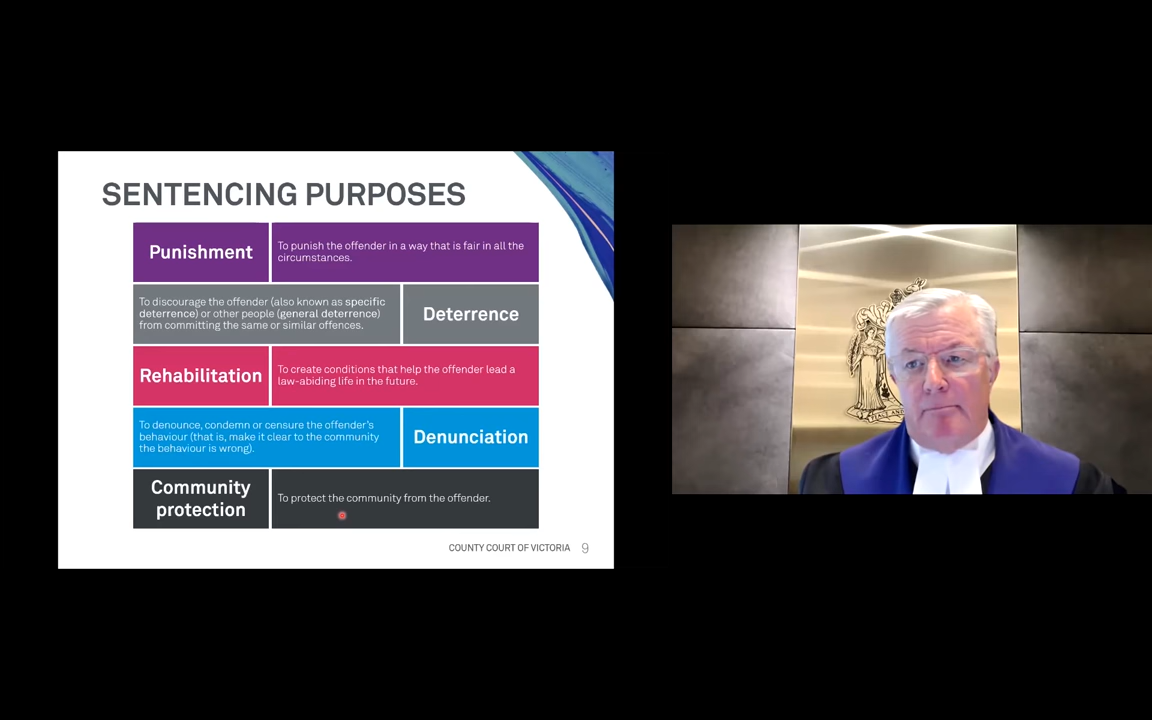 SENTENCING PURPOSES
Punishment
To punish the offender in a way that is fair in all the
circumstances.
To discourage the offender (also known as specific
deterrence) or other people (general deterrence)
from committing the same or similar offences.
Deterrence
Rehabilitation
To create conditions that help the offender lead a
law-abiding life in the future.
To denounce, condemn or censure the offender's
behaviour (that is, make it clear to the community
the behaviour is wrong).
Denunciation
Community
protection
To protect the community from the offender.
COUNTY COURT OF VICTORIA 9